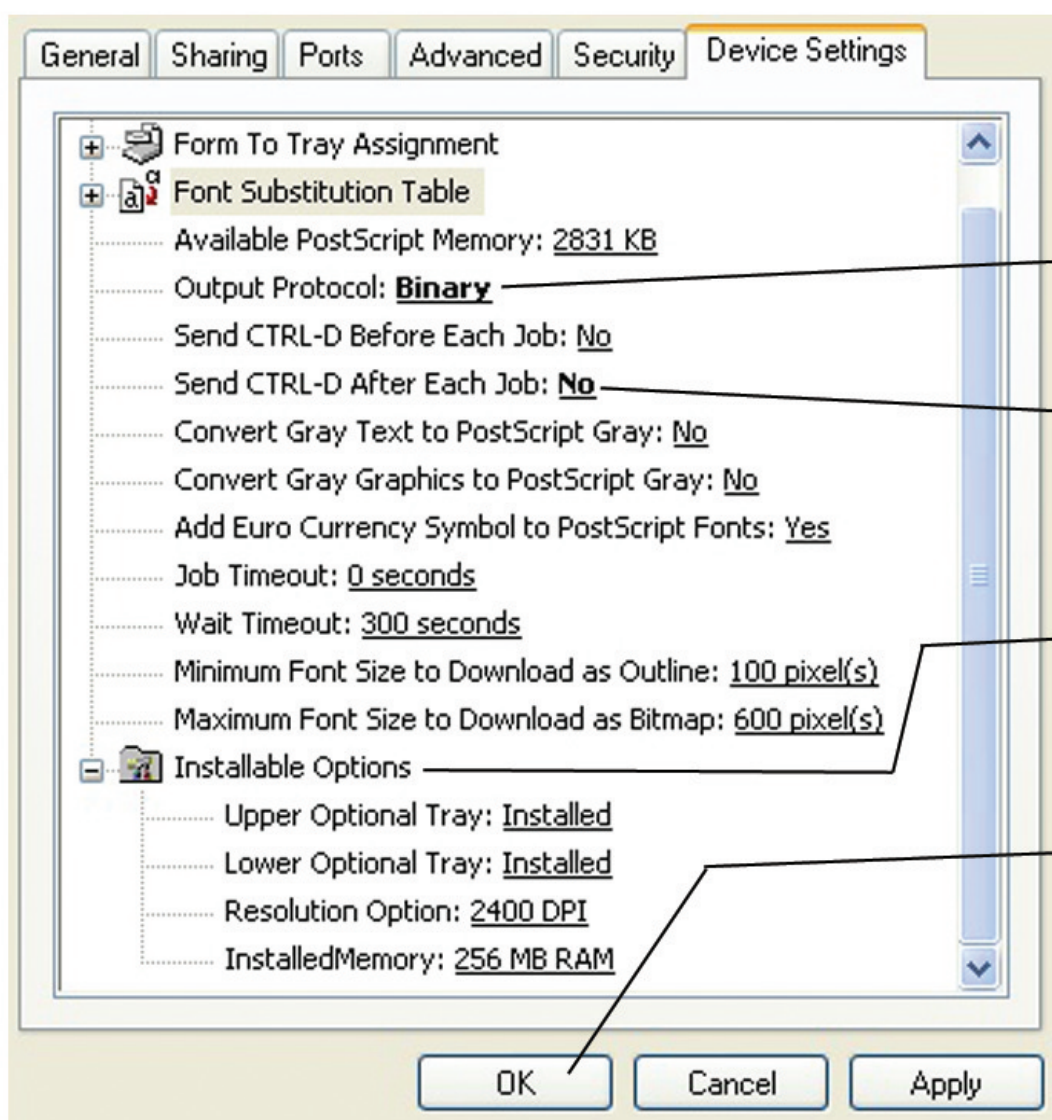 General Sharing Ports Advanced Security Device Settings
Form To Tray Assignment
Font Substitution Table
Available PostScript Memory: 2831 KB
Output Protocol: Binary
Send CTRL-D Before Each Job: No
Send CTRL-D After Each Job: No
Convert Gray Text to PostScript Gray: No
Convert Gray Graphics to PostScript Gray: No
Add Euro Currency Symbol to PostScript Fonts: Yes
Job Timeout: 0 seconds
Wait Timeout: 300 seconds
Minimum Font Size to Download as Outline: 100 pixel(s)
Maximum Font Size to Download as Bitmap: 600 pixel(s)
Installable Options
Upper Optional Tray: Installed
Lower Optional Tray: Installed
Resolution Option: 2400 DPI
InstalledMemory: 256 MB RAM
OK Cancel Apply